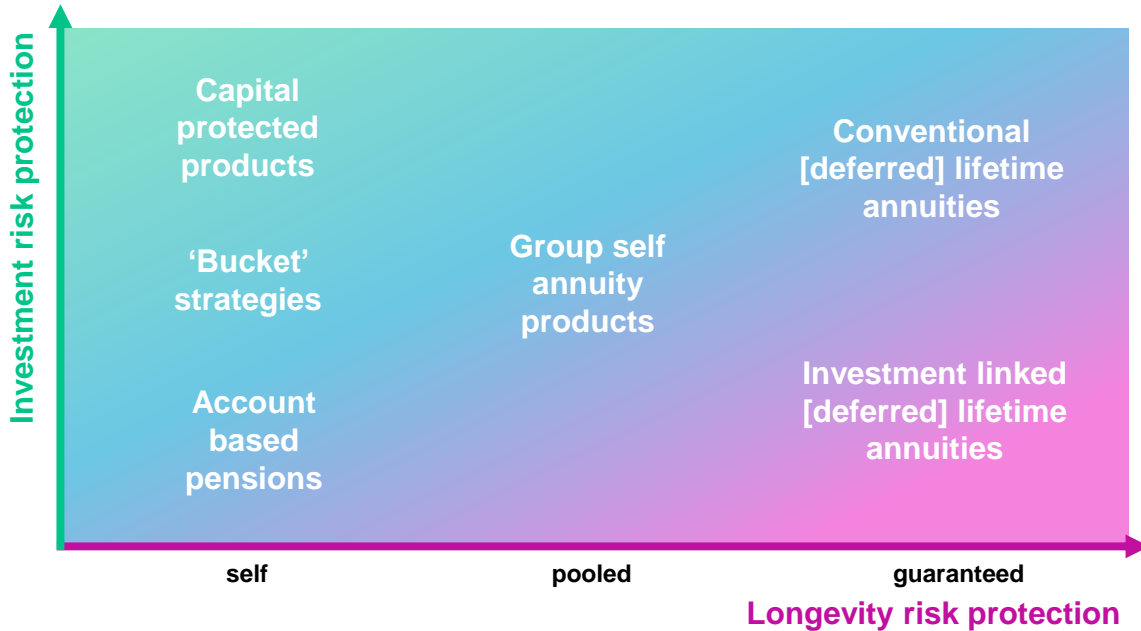 Investment risk protection
Capital
protected
products
‘Bucket’
strategies
Account
based
pensions
Group self
annuity
products
Conventional
[deferred] lifetime
annuities
Investment linked
[deferred] lifetime
annuities
self
pooled
guaranteed
Longevity risk protection